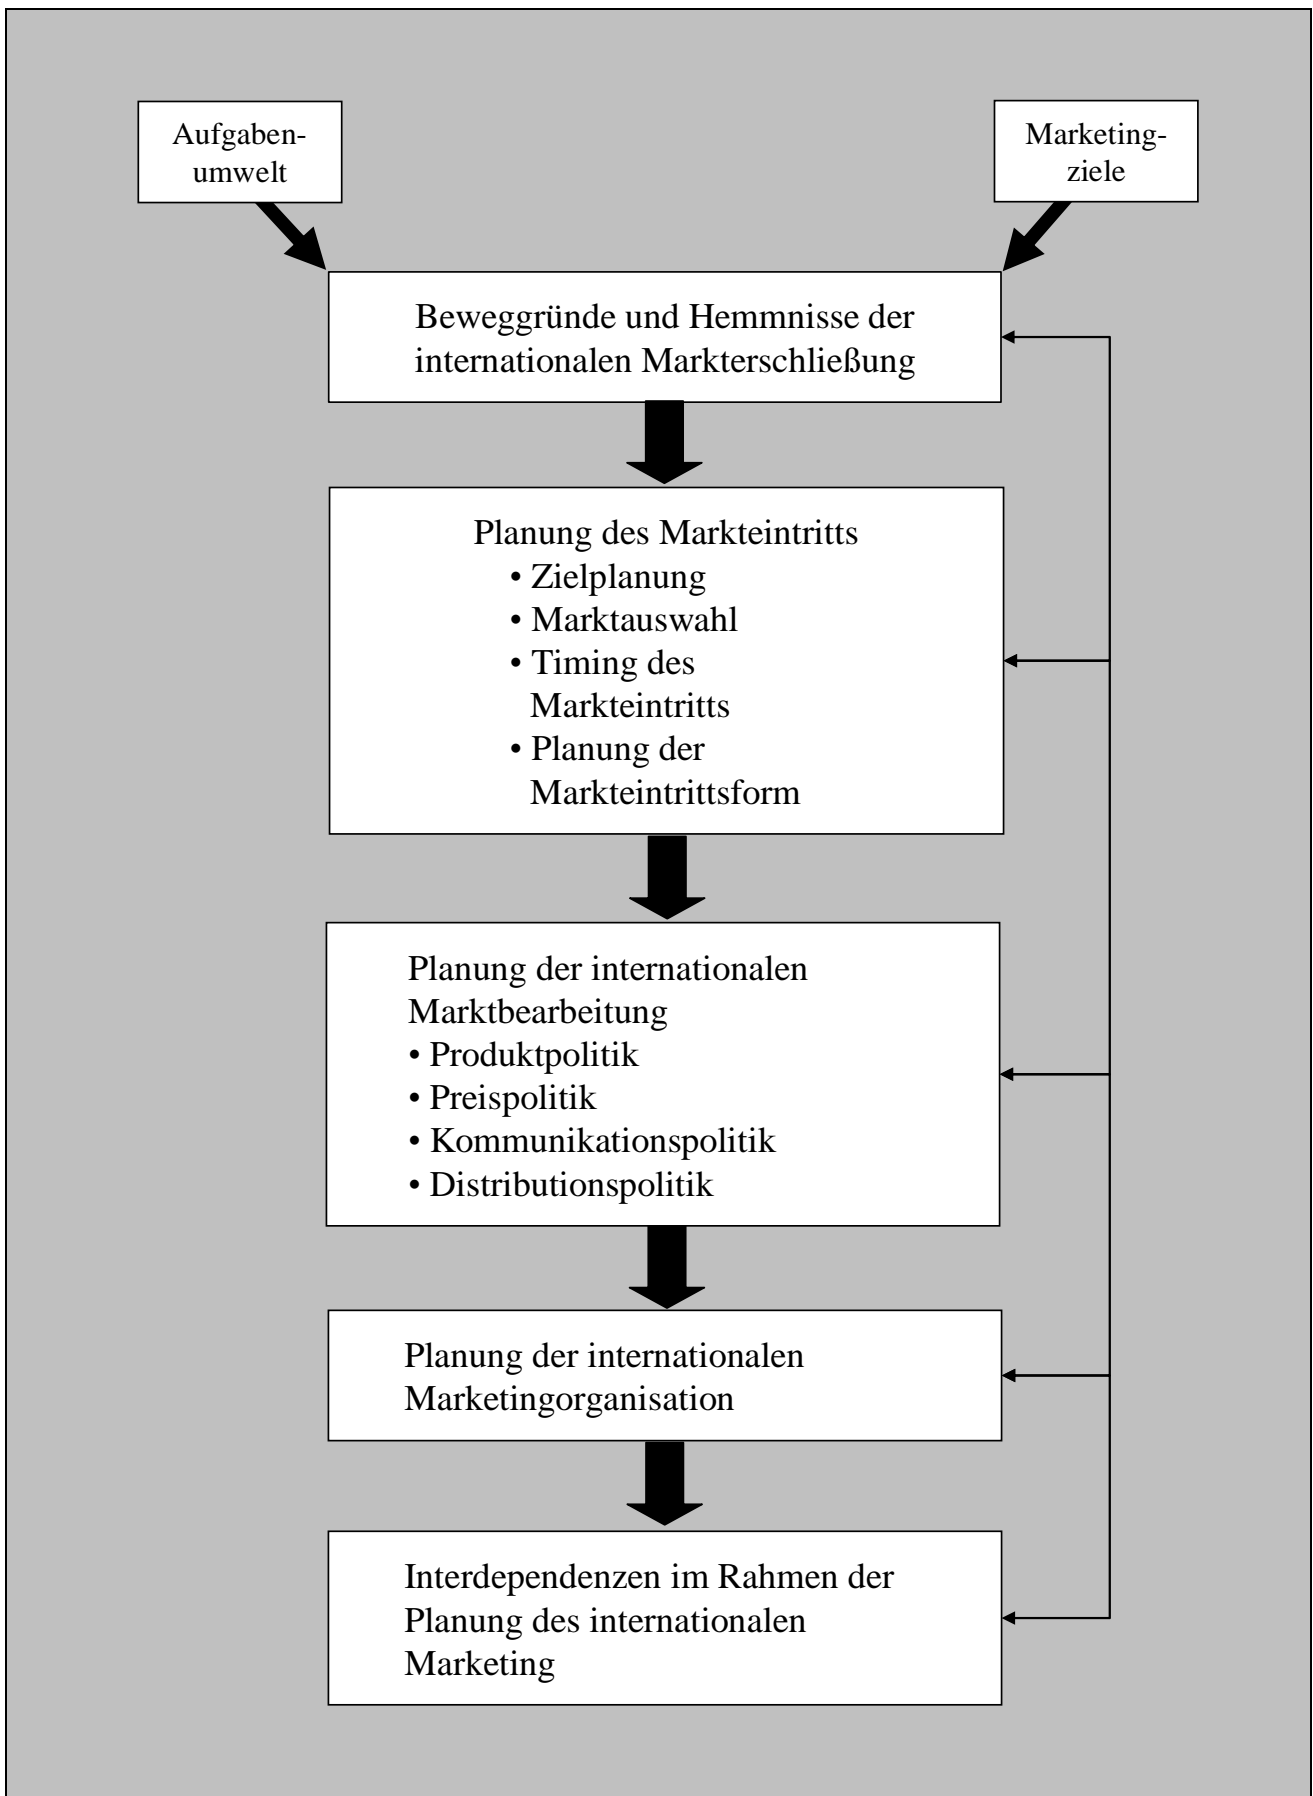 Aufgaben-
umwelt
Marketing-
ziele
Beweggründe und Hemmnisse der
internationalen Markterschließung
Planung des Markteintritts
• Zielplanung
• Marktauswahl
• Timing des
Markteintritts
• Planung der
Markteintrittsform
Planung der internationalen
Marktbearbeitung
• Produktpolitik
• Preispolitik
• Kommunikationspolitik
• Distributionspolitik
Planung der internationalen
Marketingorganisation
Interdependenzen im Rahmen der
Planung des internationalen
Marketing